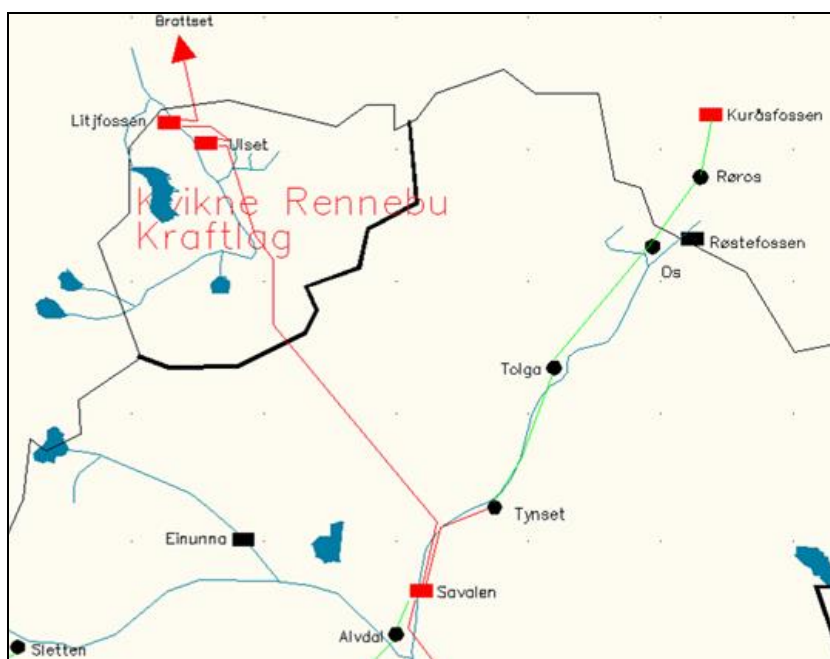 Brattset
Litjfossen
Ulset
Kuråsfossen
Røros
Kvikne Rennebu
Kraftlag
Røstefossen
Os
Tolga
Tynset
Einunna
Savalen
Alvdal
Sletten